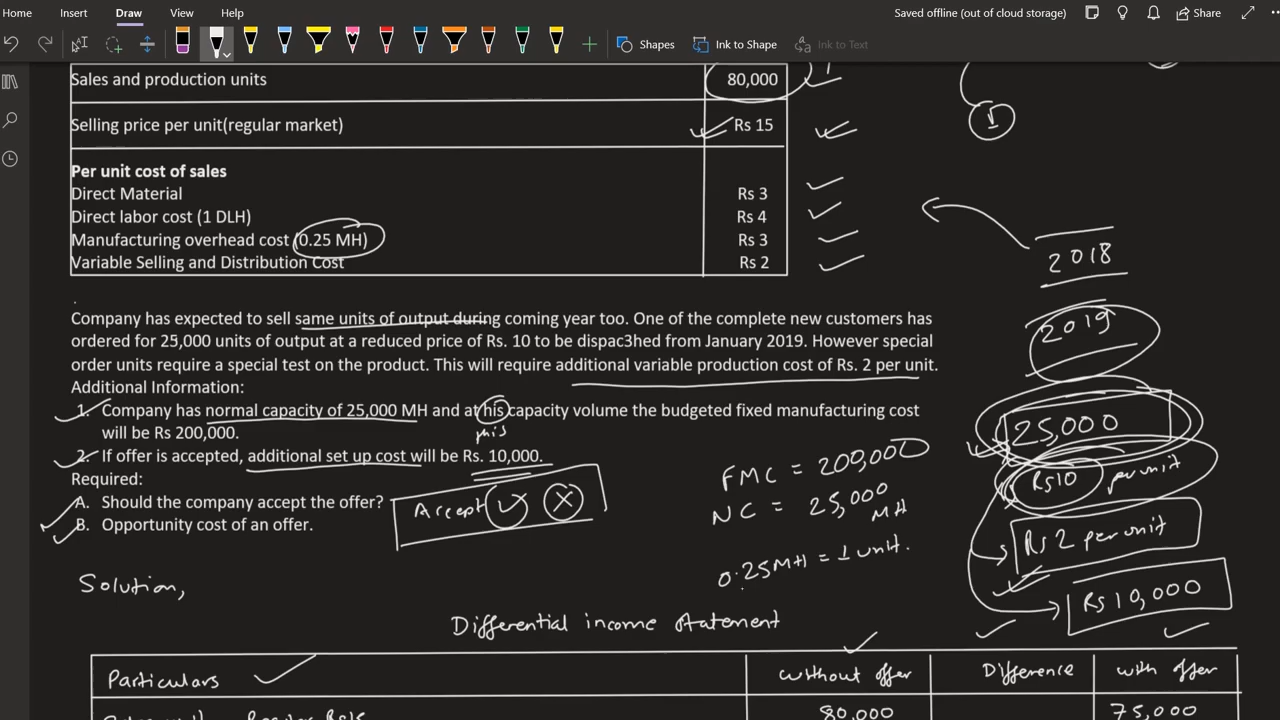 Home Insert Draw View Help Saved offline (out of cloud storage) Share
Shapes Ink to Shape Ink to Text
Sales and production units 80,000
Selling price per unit(regular market) Rs 15
Per unit cost of sales
Direct Material Rs 3
Direct labor cost (1 DLH) Rs 4
Manufacturing overhead cost (0.25 MH) Rs 3
Variable Selling and Distribution Cost Rs 2
1
2018
2019
Company has expected to sell same units of output during coming year too. One of the complete new customers has
ordered for 25,000 units of output at a reduced price of Rs. 10 to be dispac3hed from January 2019. However special
order units require a special test on the product. This will require additional variable production cost of Rs. 2 per unit.
Additional Information:
1. Company has normal capacity of 25,000 MH and at his capacity volume the budgeted fixed manufacturing cost
this
will be Rs 200,000.
2. If offer is accepted, additional set up cost will be Rs. 10,000.
Required:
A. Should the company accept the offer?
B. Opportunity cost of an offer.
Accept
25,000
Rs10 per unit
Rs 2 per unit
Rs 10,000
FMC = 200,000
NC = 25,000
MH
0.25MH = 1 unit.
Solution,
Differential income statement
Particulars without offer Difference with offer
80,000 75,000